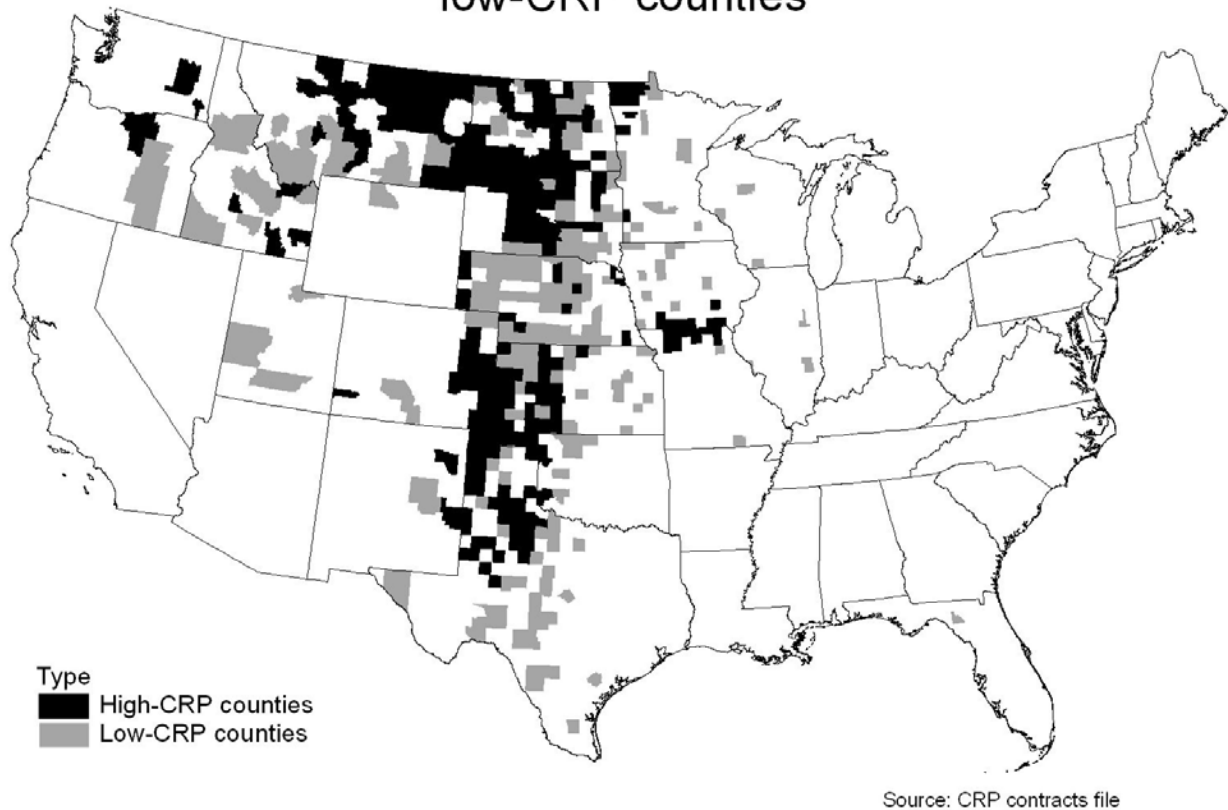 low-CRP counties
Type
High-CRP counties
Low-CRP counties
Source: CRP contracts file